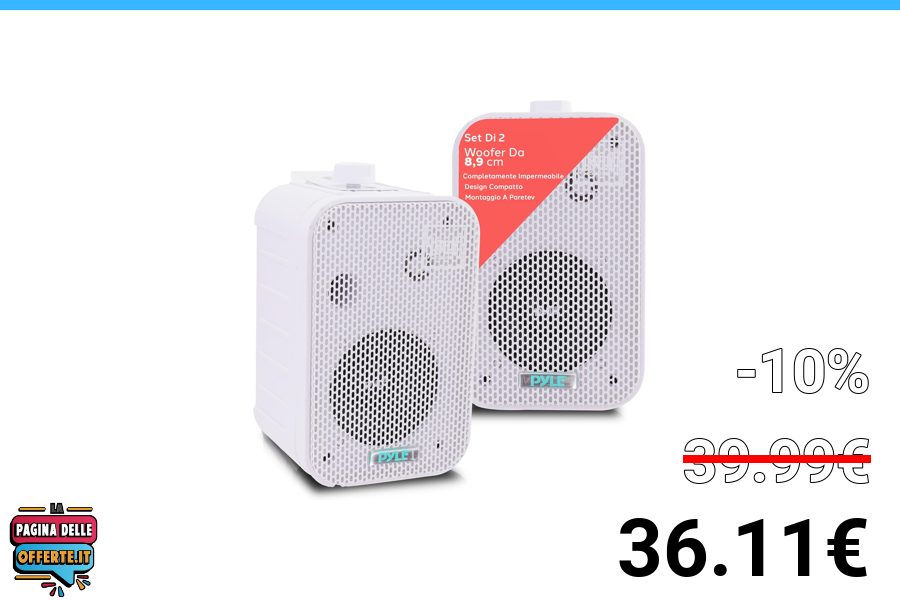 Set Di 2
Woofer Da
8,9 cm
Completamente Impermeabile
Design Compatto
Montaggio A Paretev
PYLE
PYLE
-10%
39.99€
36.11€
LA
PAGINA DELLE
OFFERTE.IT